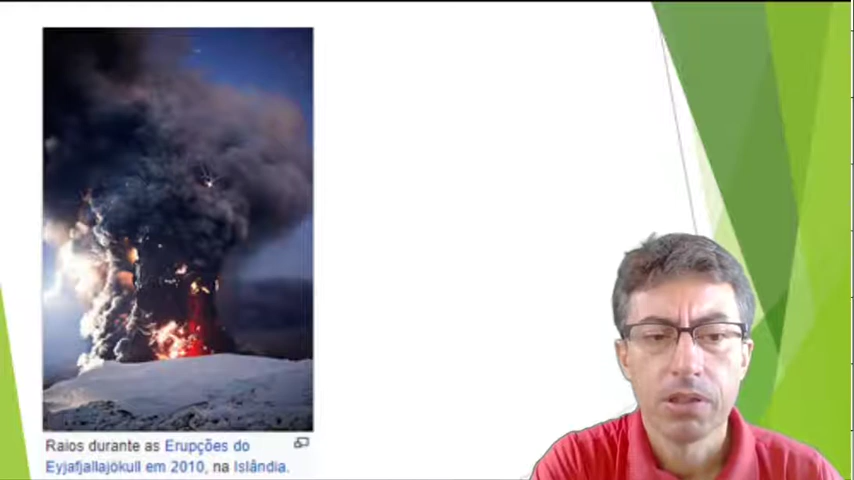 Raios durante as Erupções do
Eyjafjallajökull em 2010, na Islândia.